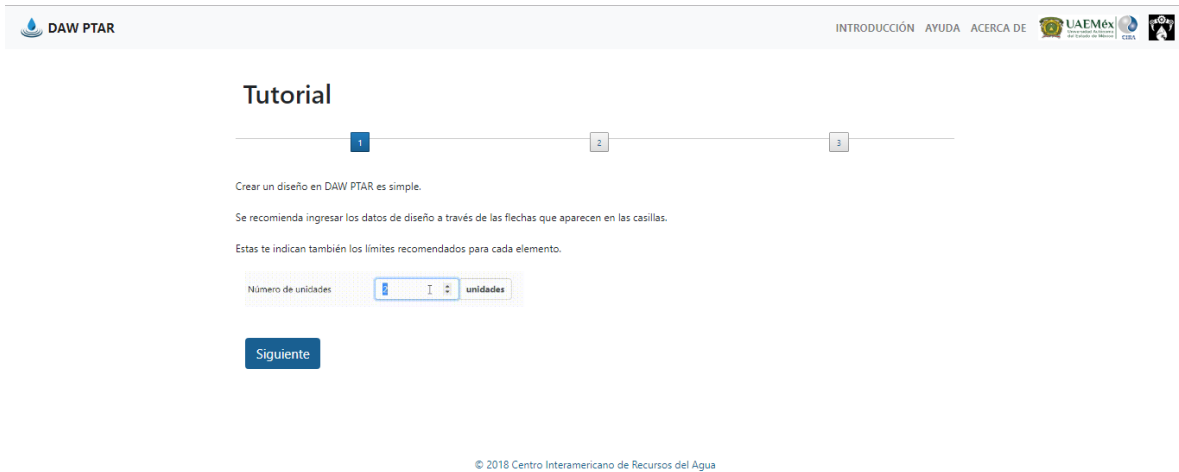 DAW PTAR
INTRODUCCIÓN AYUDA ACERCA DE
UAEMéx
CIRA
Tutorial
1 2 3
Crear un diseño en DAW PTAR es simple.
Se recomienda ingresar los datos de diseño a través de las flechas que aparecen en las casillas.
Estas te indican también los límites recomendados para cada elemento.
Número de unidades 2 unidades
Siguiente
© 2018 Centro Interamericano de Recursos del Agua